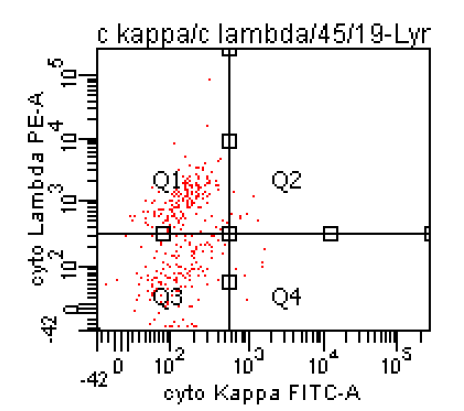 c kappa/c lambda/45/19-Lyr
cyto Lambda PE-A
10^5
10^4
10^3
10^2
0
-42
Q1
Q2
Q3
Q4
-42
0
10^2
10^3
10^4
10^5
cyto Kappa FITC-A